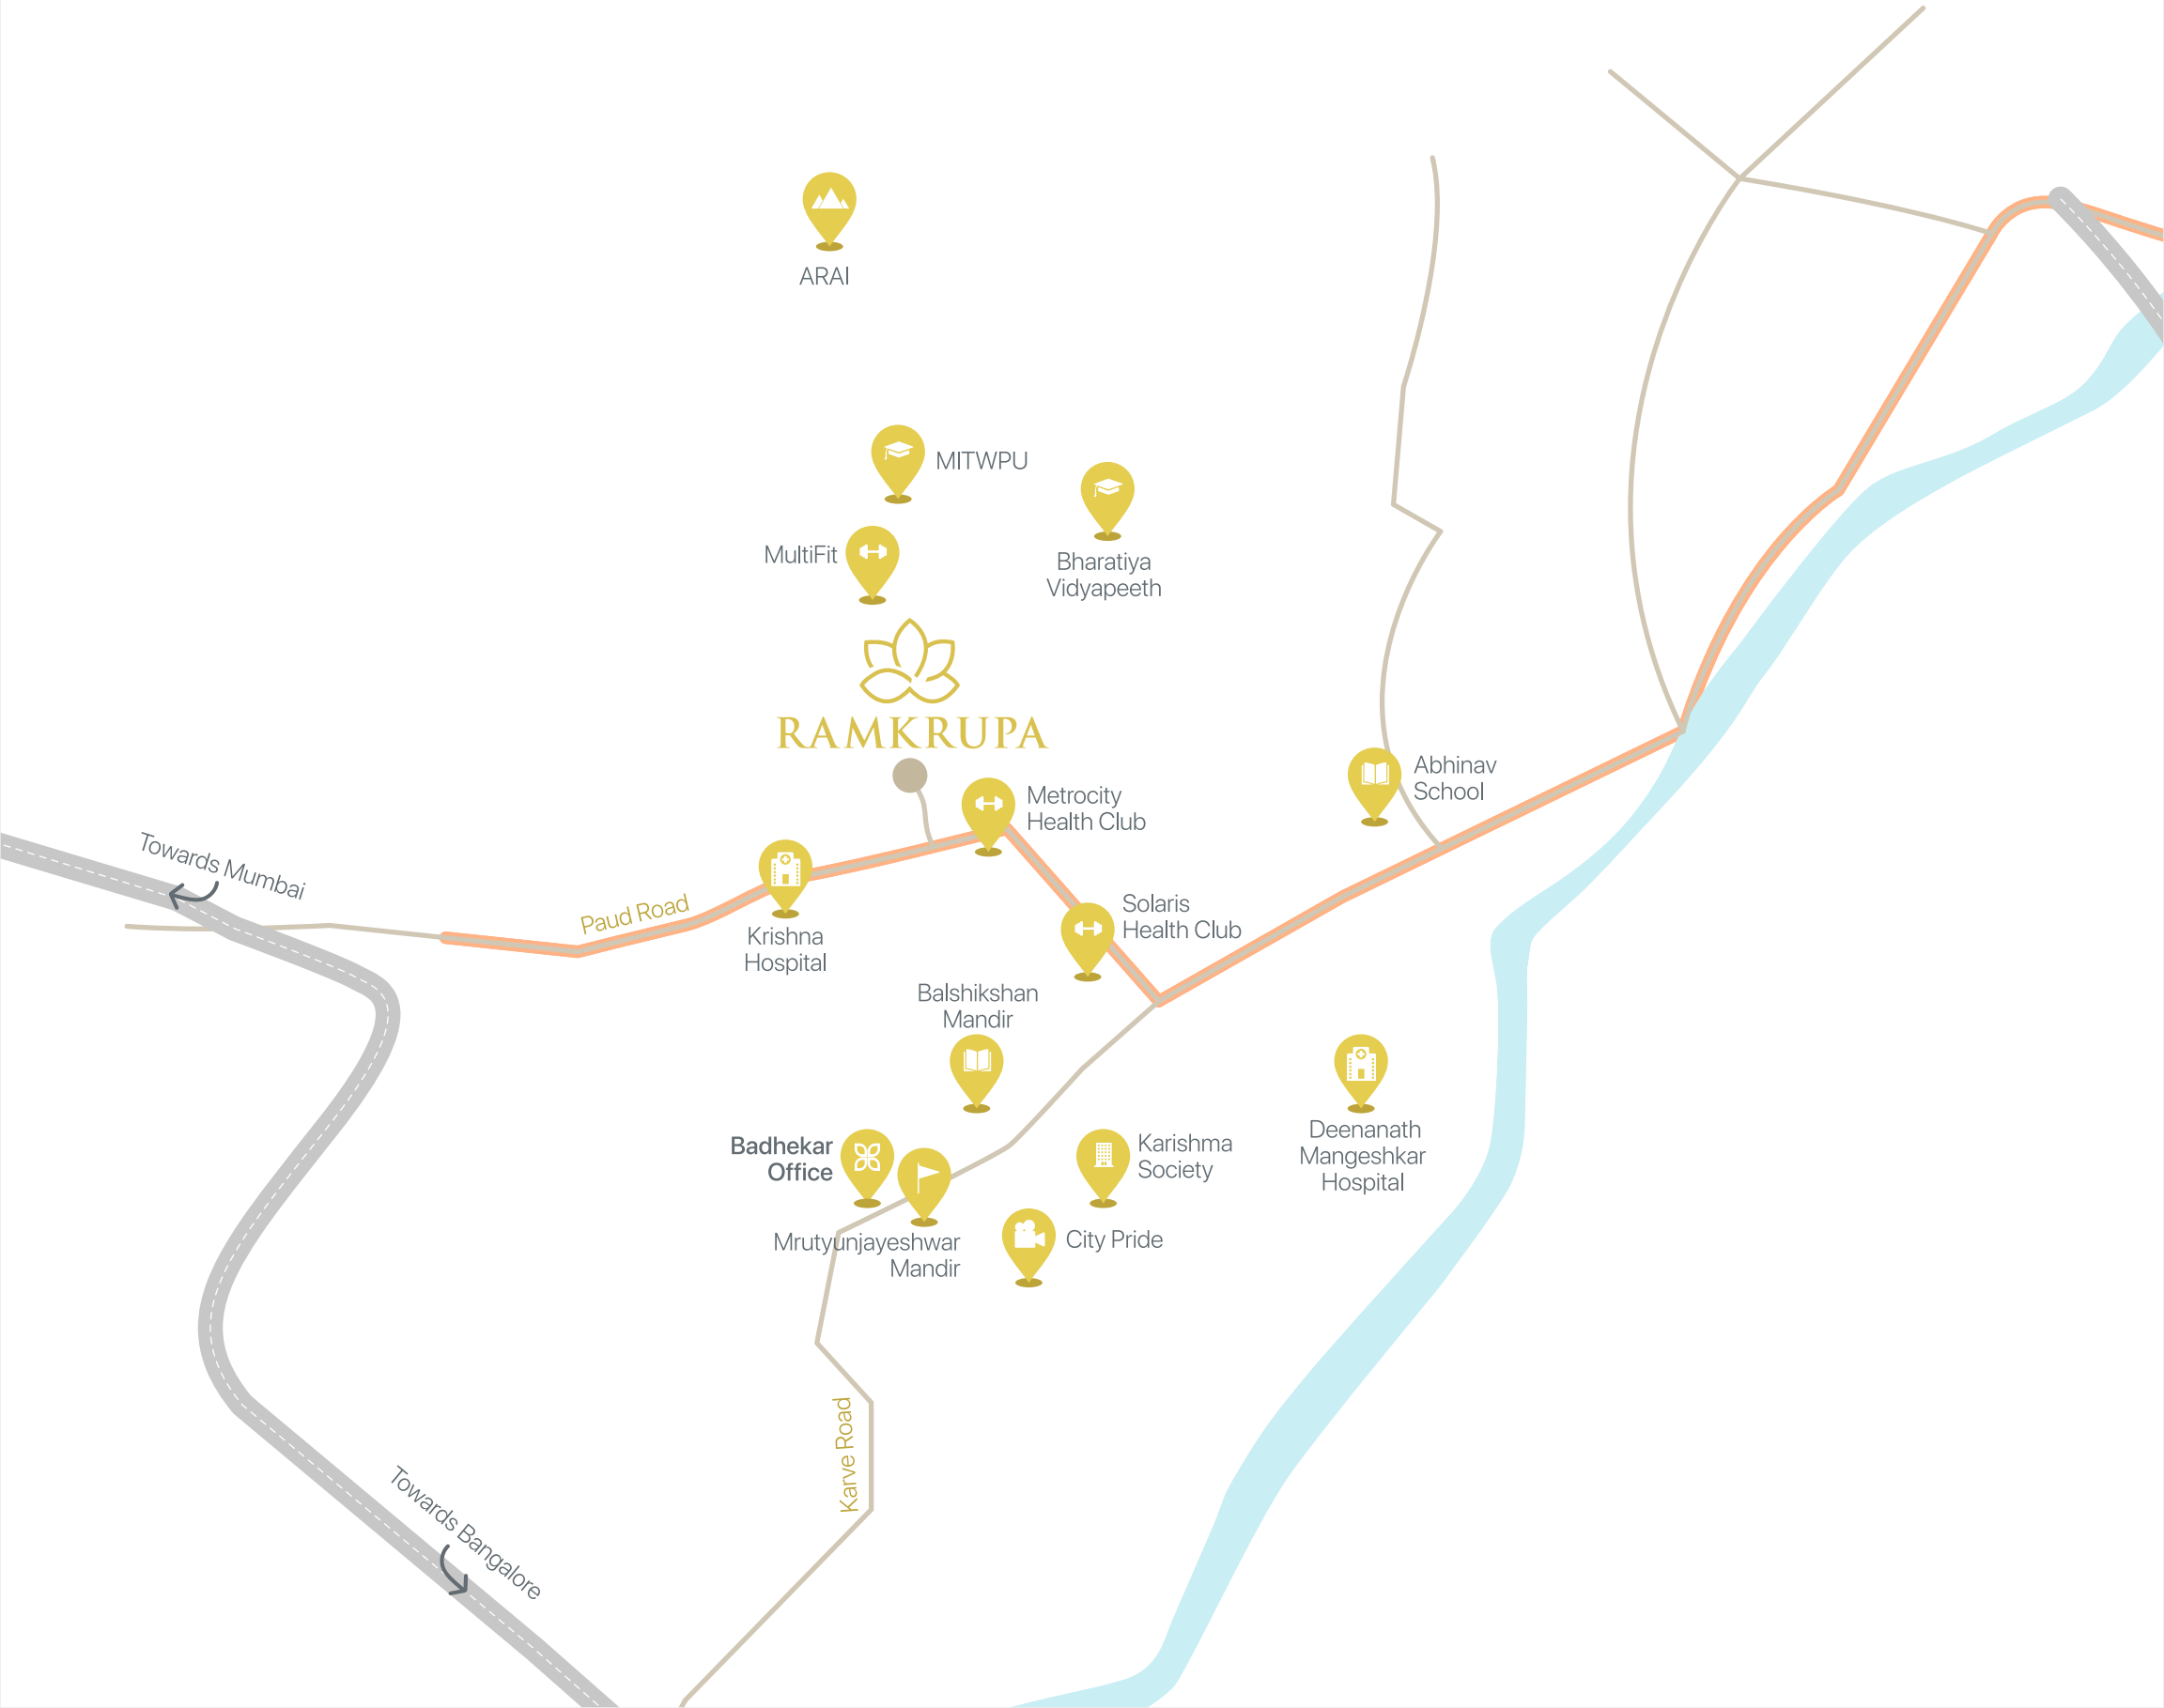 ARAI
MITWPU
MultiFit
Bharatiya
Vidyapeeth
RAMKRUPA
Abhinav
School
Metrocity
Health Club
Towards Mumbai
Paud Road
Krishna
Hospital
Solaris
Health Club
Balshikshan
Mandir
Badhekar
Office
Karishma
Society
Deenanath
Mangeshkar
Hospital
Mrutyunjayeshwar
Mandir
City Pride
Karve Road
Towards Bangalore